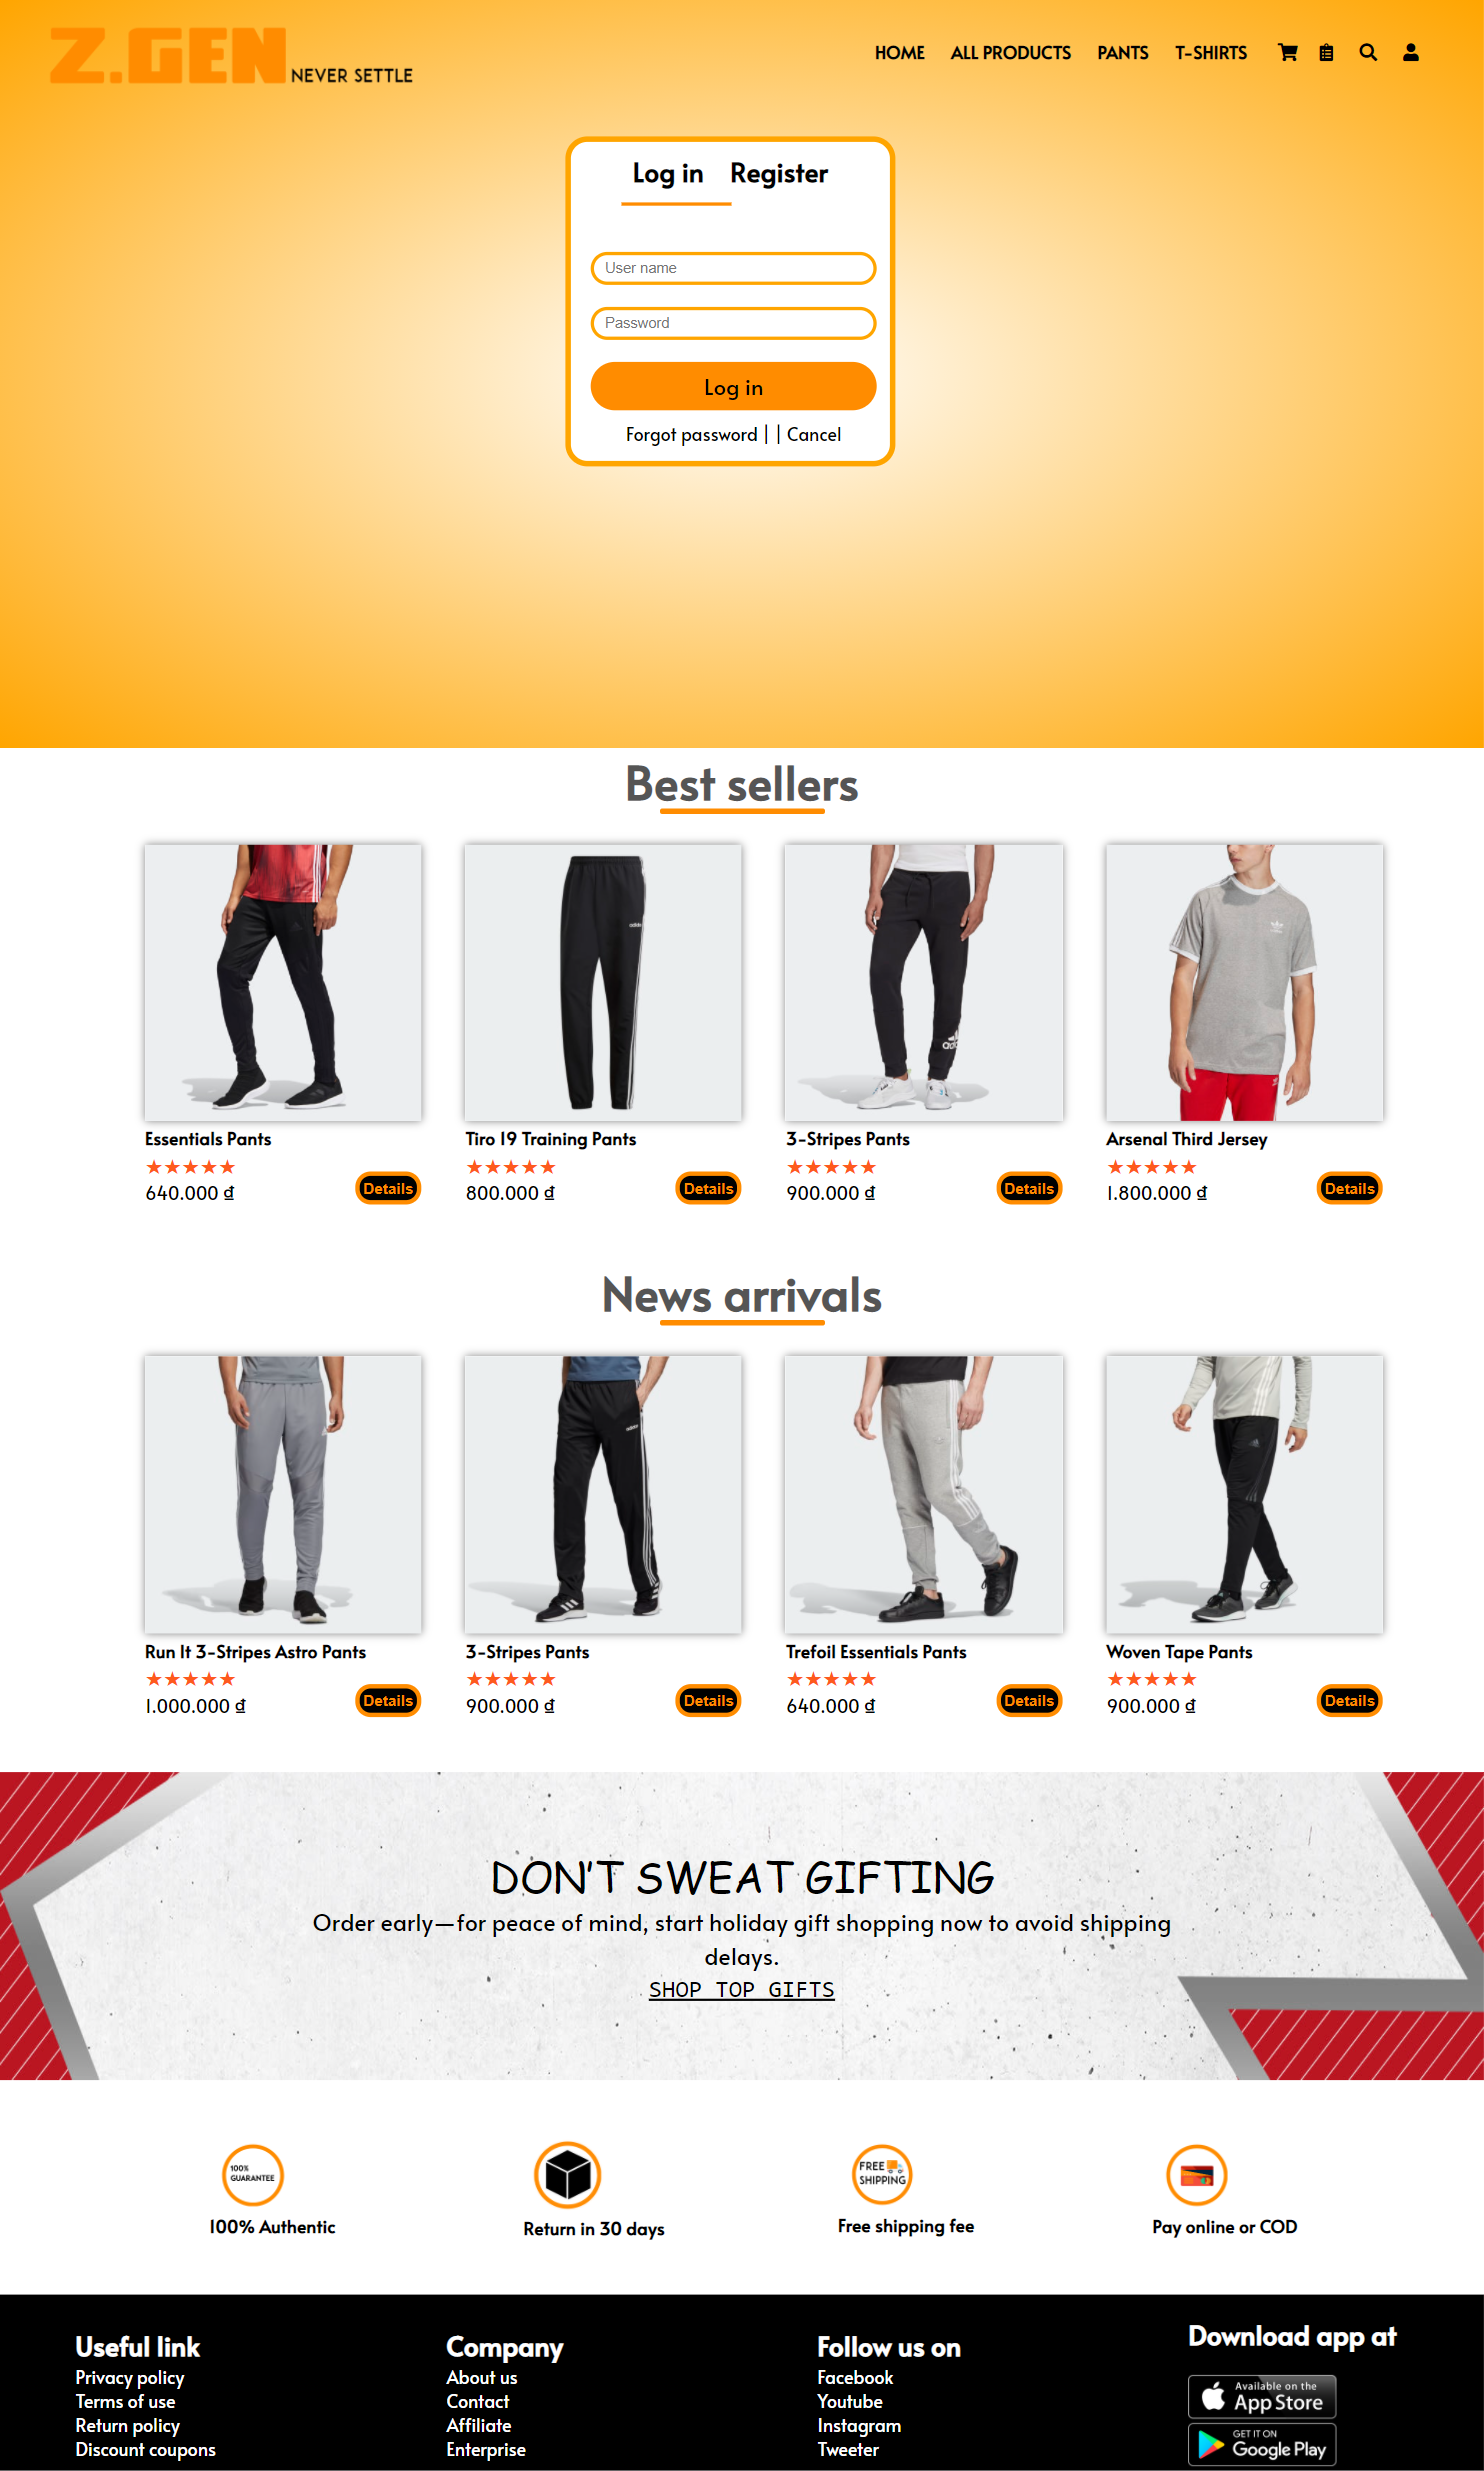 Z.GEN NEVER SETTLE
HOME ALL PRODUCTS PANTS T-SHIRTS
Log in Register
User name
Password
Log in
Forgot password | | Cancel
Best sellers
adidas
adidas
Essentials Pants
Tiro 19 Training Pants
3-Stripes Pants
Arsenal Third Jersey
★★★★★
★★★★★
★★★★★
★★★★★
640.000 ₫ Details
800.000 ₫ Details
900.000 ₫ Details
1.800.000 ₫ Details
News arrivals
adidas
Run It 3-Stripes Astro Pants
3-Stripes Pants
Trefoil Essentials Pants
Woven Tape Pants
★★★★★
★★★★★
★★★★★
★★★★★
1.000.000 ₫ Details
900.000 ₫ Details
640.000 ₫ Details
900.000 ₫ Details
DON'T SWEAT GIFTING
Order early—for peace of mind, start holiday gift shopping now to avoid shipping
delays.
SHOP TOP GIFTS
100%
GUARANTEE
FREE
SHIPPING
100% Authentic
Return in 30 days
Free shipping fee
Pay online or COD
Useful link
Privacy policy
Terms of use
Return policy
Discount coupons
Company
About us
Contact
Affiliate
Enterprise
Follow us on
Facebook
Youtube
Instagram
Tweeter
Download app at
Available on the
App Store
GET IT ON
Google Play